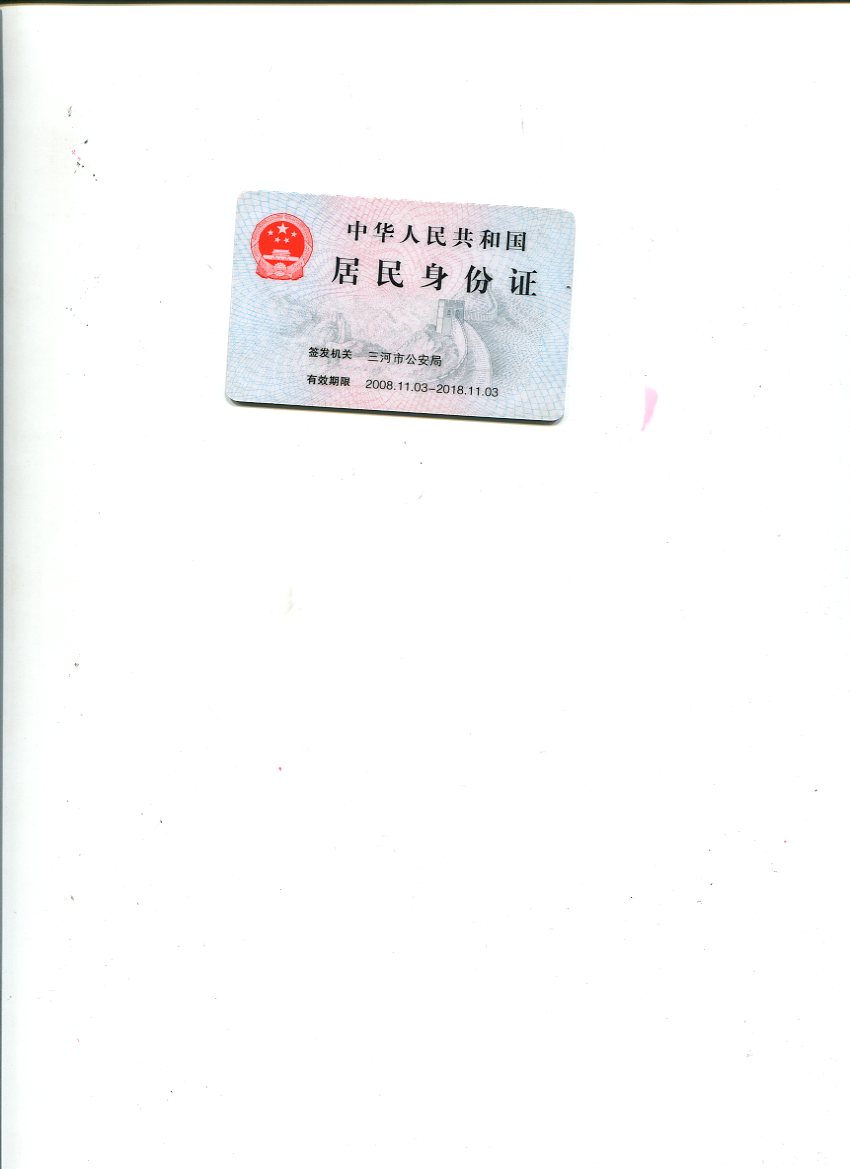 中华人民共和国
居民身份证
签发机关 三河市公安局
有效期限 2008.11.03-2018.11.03